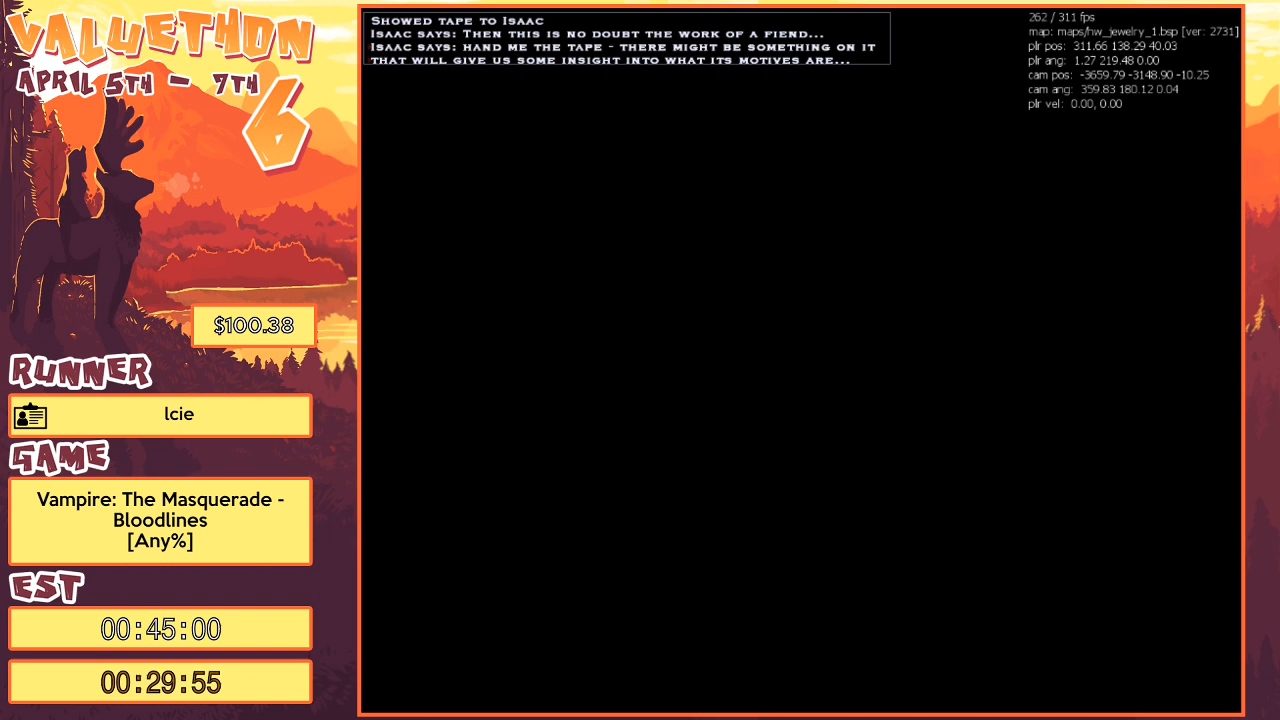 VALUETHON
APRIL 5TH - 7TH
6
$100.38
RUNNER
lcie
GAME
Vampire: The Masquerade -
Bloodlines
[Any%]
EST
00:45:00
00:29:55
Showed tape to Isaac
Isaac says: Then this is no doubt the work of a fiend...
Isaac says: hand me the tape - there might be something on it
that will give us some insight into what its motives are...
262 / 311 fps
map: maps/hw_jewelry_1.bsp [ver: 2731]
plr pos: 311.66 138.29 40.03
plr ang: 1.27 219.48 0.00
cam pos: -3659.79 -3148.90 -10.25
cam ang: 359.83 180.12 0.04
plr vel: 0.00, 0.00